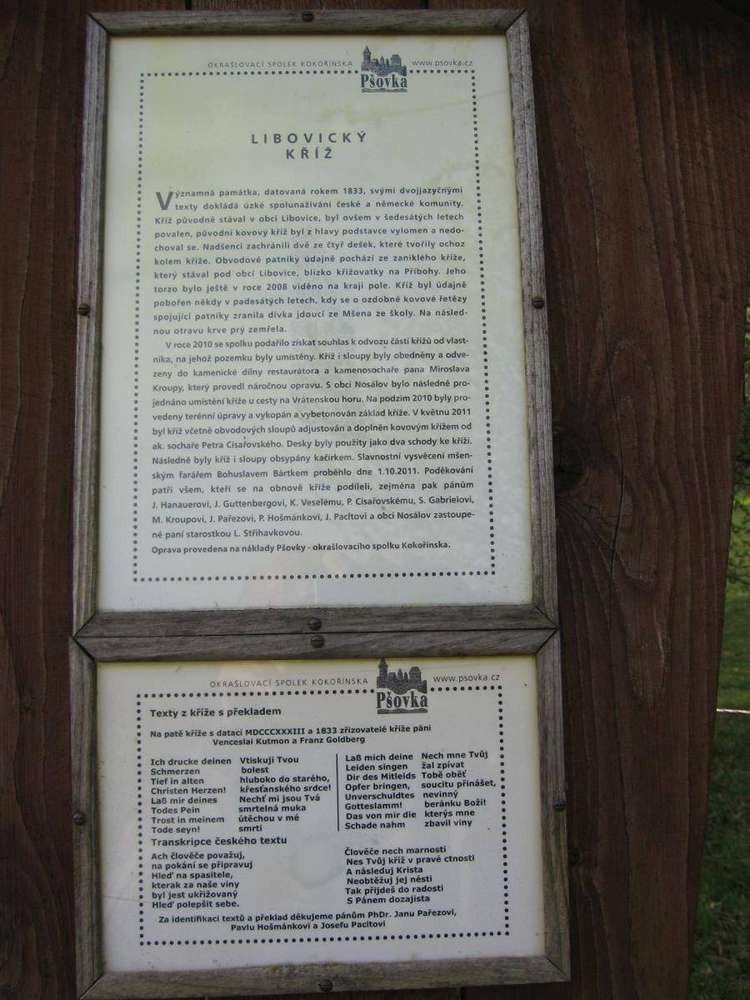 OKRAŠLOVACÍ SPOLEK KOKOŘÍNSKA Pšovka www.psovka.cz
LIBOVICKÝ
KŘÍŽ
Významná památka, datovaná rokem 1833, svými dvojjazyčnými
texty dokládá úzké spolunažívání české a německé komunity.
Kříž původně stával v obci Libovice, byl ovšem v šedesátých letech
povalen, původní kovový kříž byl z hlavy podstavce vylomen a nedo-
choval se. Nadšenci zachránili dvě ze čtyř dešek, které tvořily ochoz
kolem kříže. Obvodové patníky údajně pochází ze zaniklého kříže,
který stával pod obcí Libovice, blízko křižovatky na Příbohy. Jeho
torzo bylo ještě v roce 2008 viděno na kraji pole. Kříž byl údajně
pobořen někdy v padesátých letech, kdy se o ozdobné kovové řetězy
spojující patníky zranila dívka jdoucí ze Mšena ze školy. Na násled-
nou otravu krve prý zemřela.
V roce 2010 se spolku podařilo získat souhlas k odvozu částí křížů od vlast-
níka, na jehož pozemku byly umístěny. Kříž i sloupy byly obedněny a odve-
zeny do kamenické dílny restaurátora a kamenosochaře pana Miroslava
Kroupy, který provedl náročnou opravu. S obcí Nosálov bylo následně pro-
jednáno umístění kříže u cesty na Vrátenskou horu. Na podzim 2010 byly pro-
vedeny terénní úpravy a vykopán a vybetonován základ kříže. V květnu 2011
byl kříž včetně obvodových sloupů adjustován a doplněn kovovým křížem od
ak. sochaře Petra Císařovského. Desky byly použity jako dva schody ke kříži.
Následně byly kříž i sloupy obsypány kačírkem. Slavnostní vysvěcení mšen-
ským farářem Bohuslavem Bártkem proběhlo dne 1.10.2011. Poděkování
patří všem, kteří se na obnově kříže podíleli, zejména pak pánům
J. Hanauerovi, J. Guttenbergovi, K. Veselému, P. Císařovskému, S. Gabrielovi,
M. Kroupovi, J. Pařezovi, P. Hošmánkovi, J. Pacltovi a obci Nosálov zastoupe-
né paní starostkou L. Střihavkovou.
Oprava provedena na náklady Pšovky - okrašlovacího spolku Kokořínska.
OKRAŠLOVACÍ SPOLEK KOKOŘÍNSKA Pšovka www.psovka.cz
Texty z kříže s překladem
Na patě kříže s datací MDCCCXXXIII a 1833 zřizovatelé kříže páni
Venceslai Kutmon a Franz Goldberg
Ich drucke deinen Vtiskuji Tvou
Schmerzen bolest
Tief in alten hluboko do starého,
Christen Herzen! křesťanského srdce!
Laß mir deines Nechť mi jsou Tvá
Todes Pein smrtelná muka
Trost in meinem útěchou v mé
Tode seyn! smrti
Laß mich deine Nech mne Tvůj
Leiden singen žal zpívat
Dir des Mitleids Tobě oběť
Opfer bringen, soucitu přinášet,
Unverschuldtes nevinný
Gotteslamm! beránku Boží!
Das von mir die kterýs mne
Schade nahm zbavil viny
Transkripce českého textu
Ach člověče považuj,
na pokání se připravuj
Hleď na spasitele,
kterak za naše viny
byl jest ukřižovaný
Hleď polepšit sebe.
Člověče nech marnosti
Nes Tvůj kříž v pravé ctnosti
A následuj Krista
Neobtěžuj jej něsti
Tak přijdeš do radosti
S Pánem dozajista
Za identifikaci textů a překlad děkujeme pánům PhDr. Janu Pařezovi,
Pavlu Hošmánkovi a Josefu Pacltovi